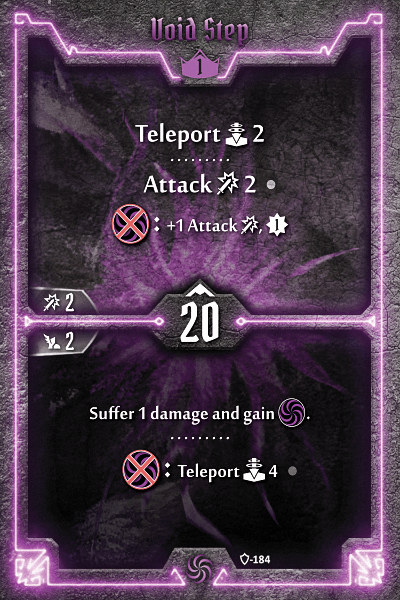 Void Step
1
Teleport 2
Attack 2
: +1 Attack , 1
2
20
2
Suffer 1 damage and gain .
: Teleport 4
-184